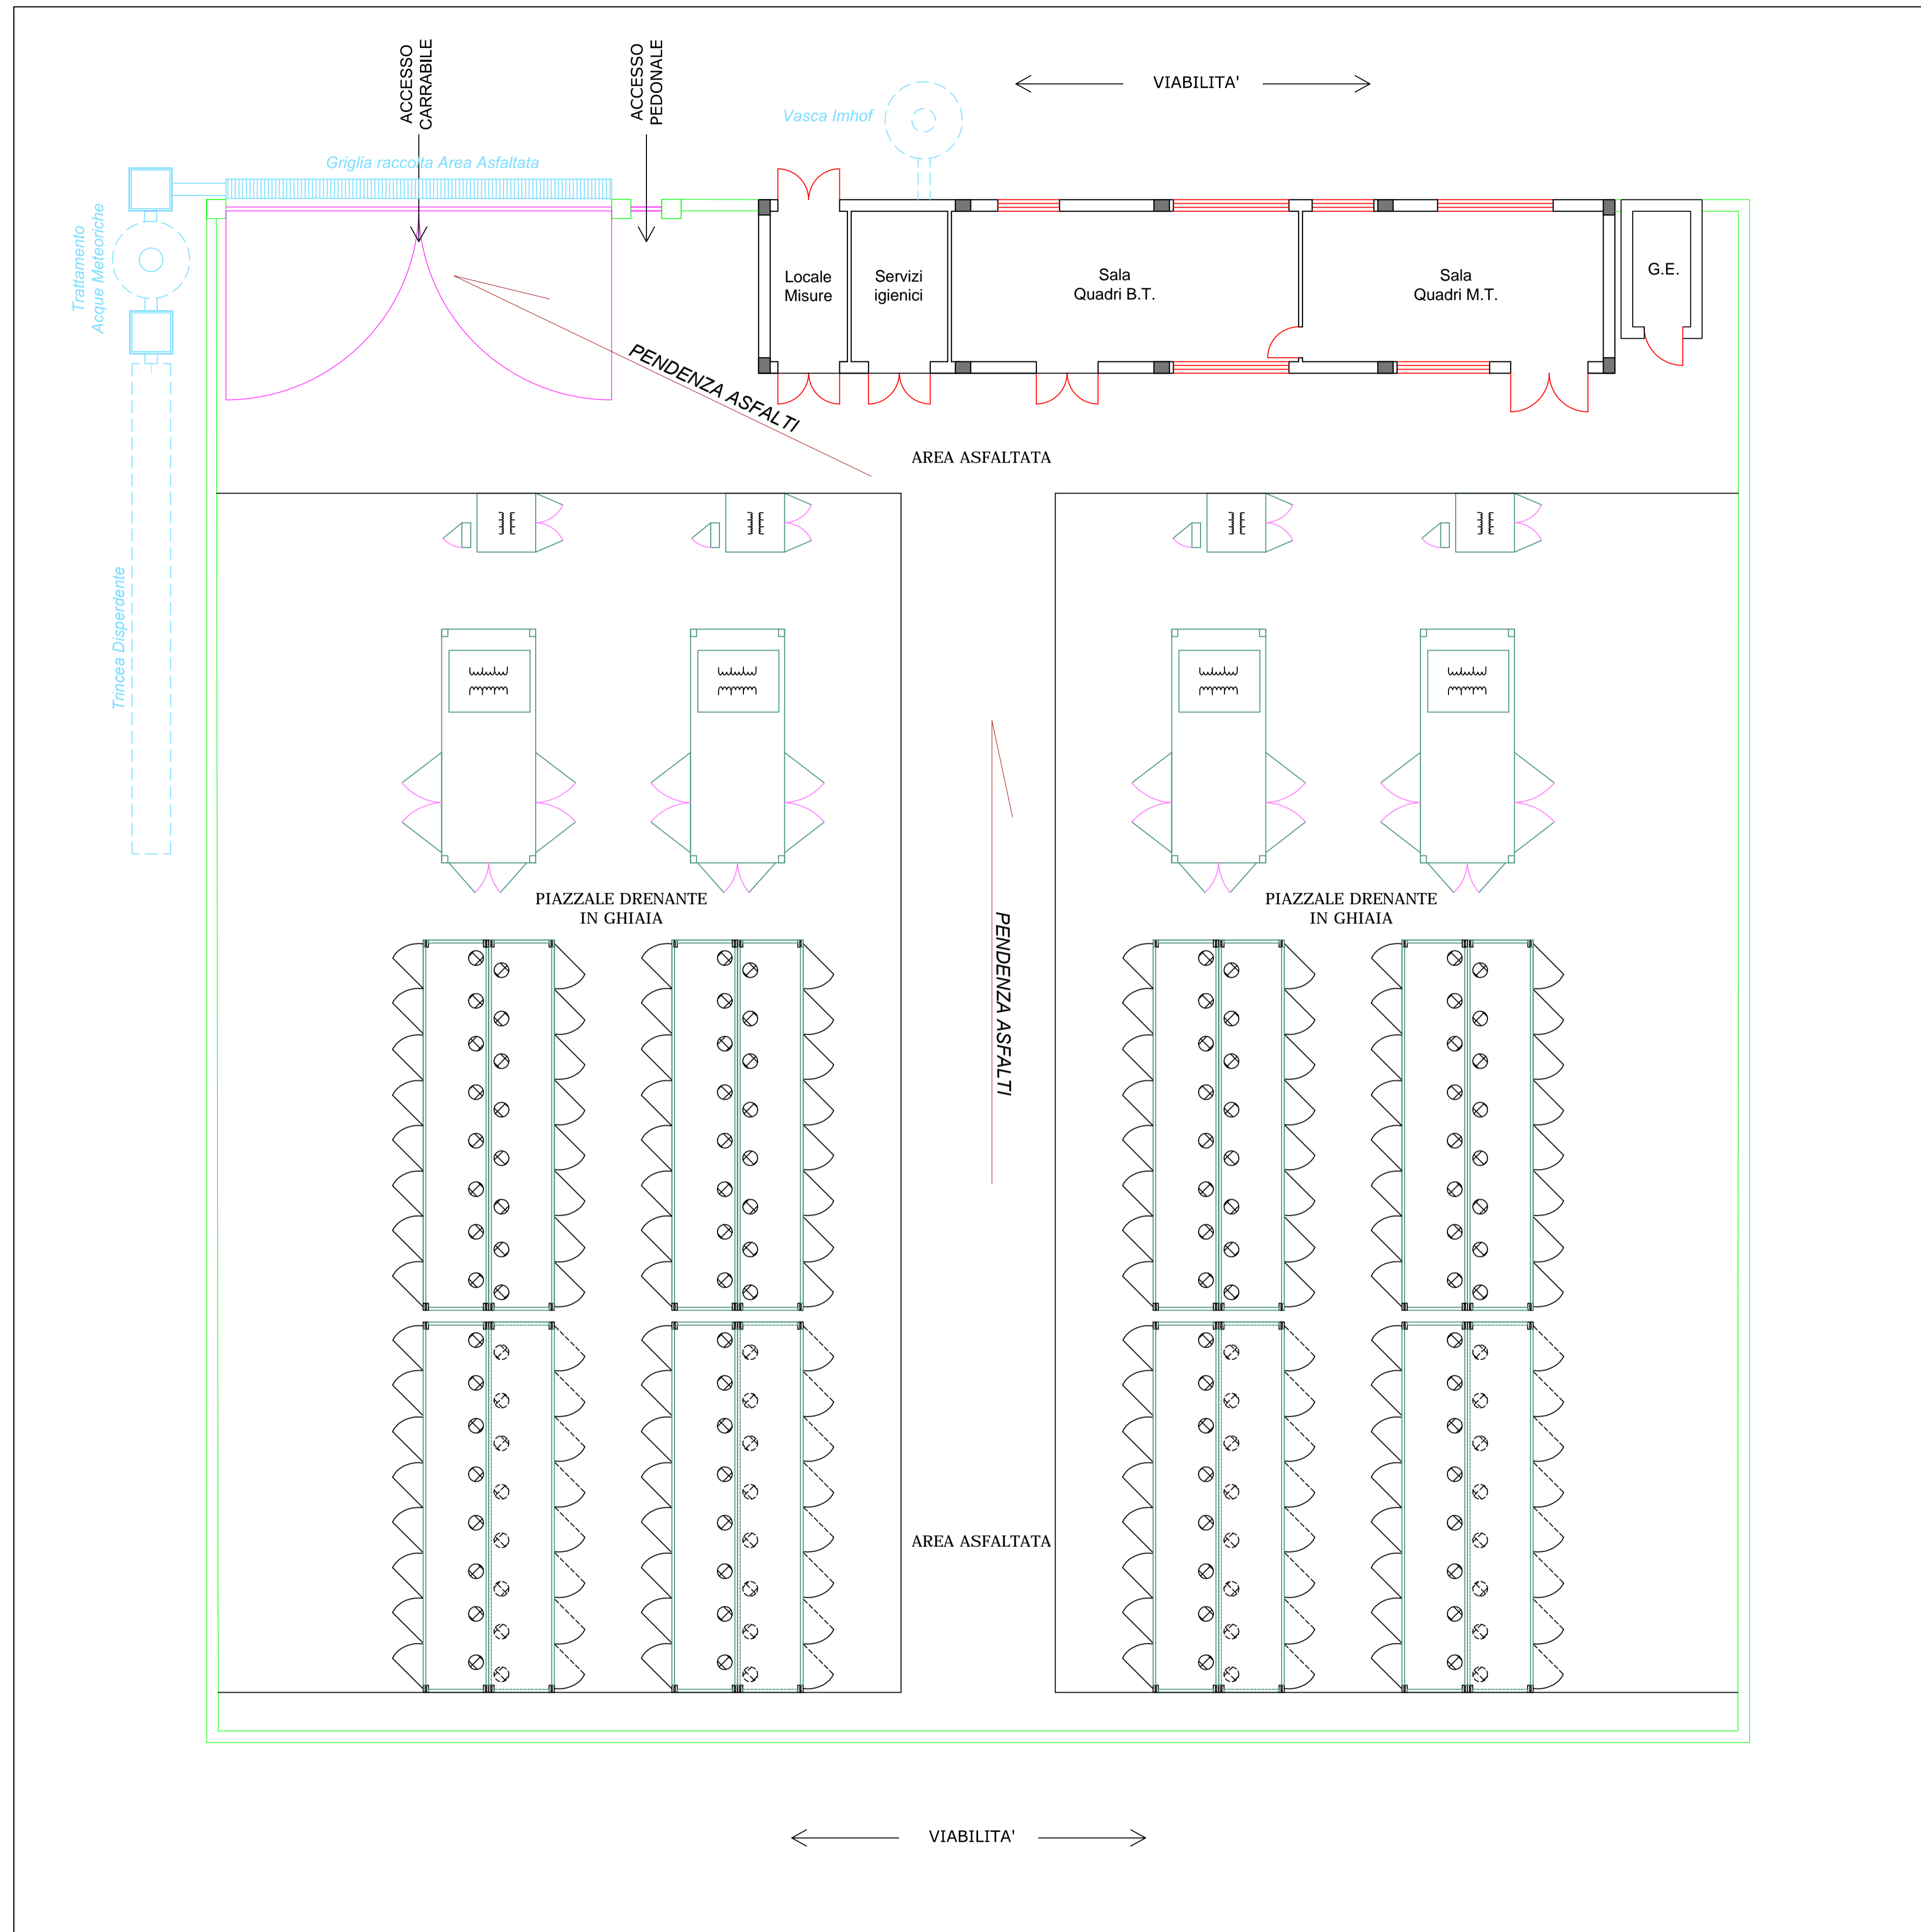 ACCESSO
CARRABILE
ACCESSO
PEDONALE
VIABILITA'
Vasca Imhof
Griglia raccolta Area Asfaltata
Trattamento
Acque Meteoriche
Locale
Misure
Servizi
igienici
Sala
Quadri B.T.
Sala
Quadri M.T.
G.E.
PENDENZA ASFALTI
AREA ASFALTATA
Trincea Disperdente
PIAZZALE DRENANTE
IN GHIAIA
PIAZZALE DRENANTE
IN GHIAIA
PENDENZA ASFALTI
AREA ASFALTATA
VIABILITA'